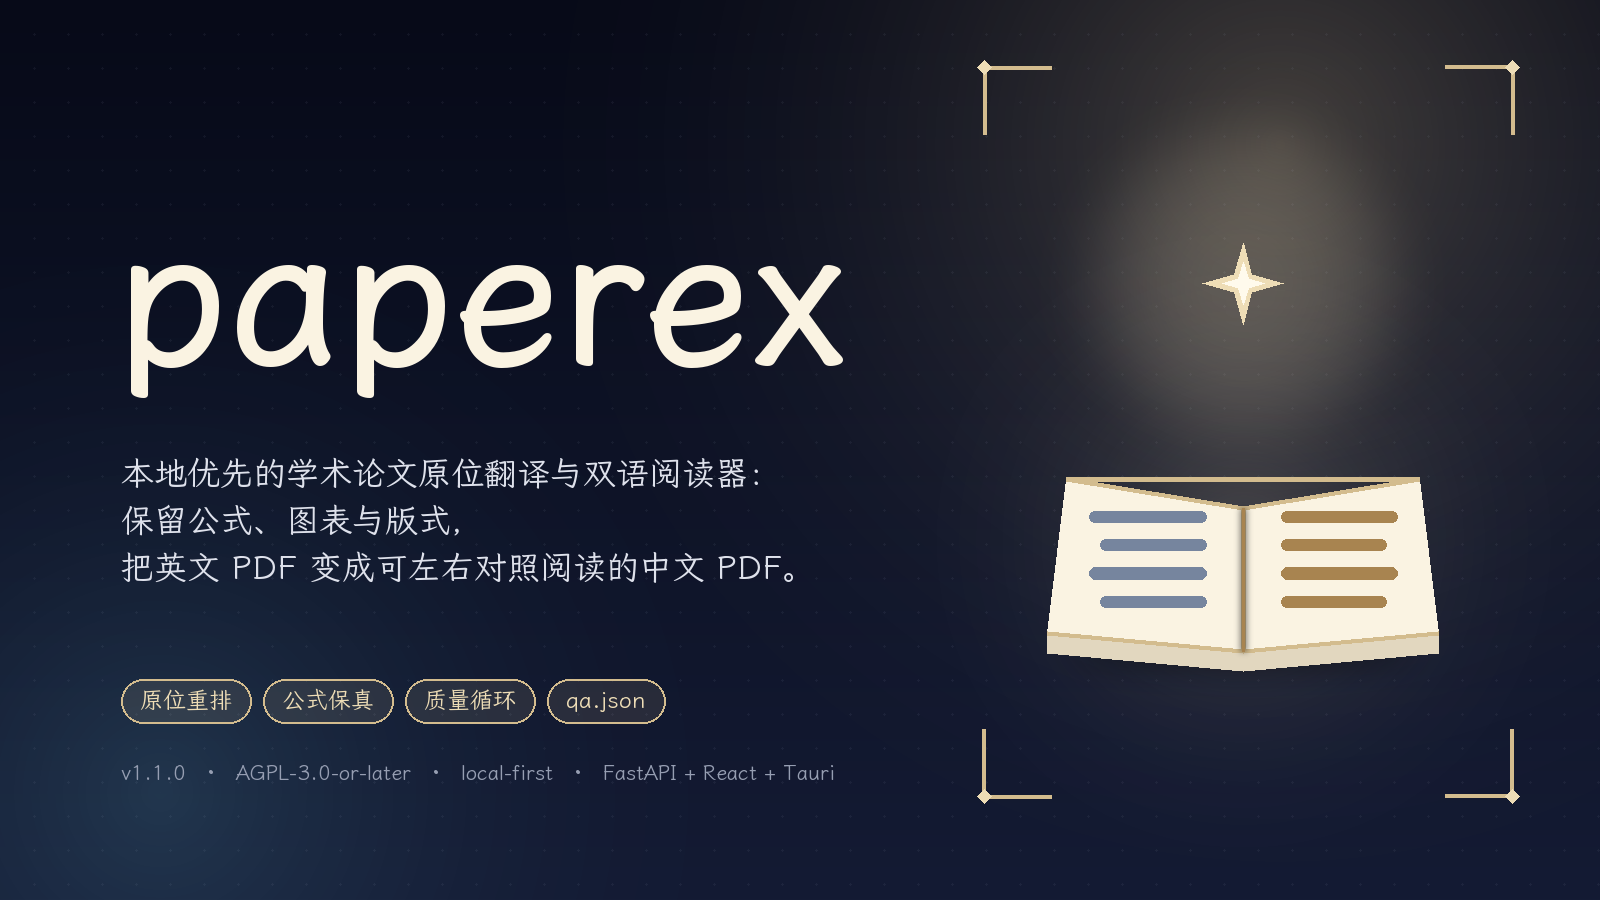 paperex
本地优先的学术论文原位翻译与双语阅读器：
保留公式、图表与版式，
把英文 PDF 变成可左右对照阅读的中文 PDF。
原位重排 公式保真 质量循环 qa.json
v1.1.0 • AGPL-3.0-or-later • local-first • FastAPI + React + Tauri